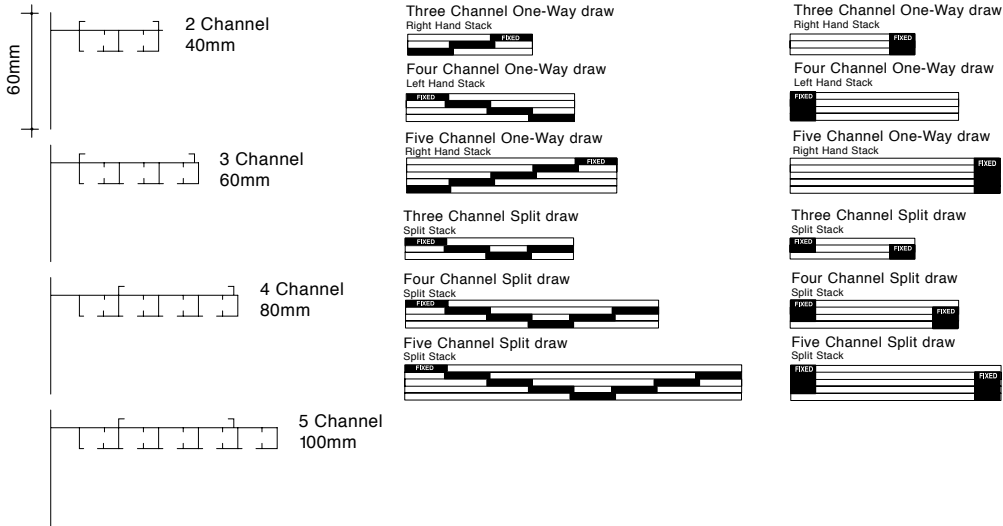 60mm
2 Channel
40mm
3 Channel
60mm
4 Channel
80mm
5 Channel
100mm
Three Channel One-Way draw
Right Hand Stack
FIXED
Four Channel One-Way draw
Left Hand Stack
FIXED
Five Channel One-Way draw
Right Hand Stack
FIXED
Three Channel Split draw
Split Stack
FIXED
Four Channel Split draw
Split Stack
FIXED
Five Channel Split draw
Split Stack
FIXED
Three Channel One-Way draw
Right Hand Stack
FIXED
Four Channel One-Way draw
Left Hand Stack
FIXED
Five Channel One-Way draw
Right Hand Stack
FIXED
Three Channel Split draw
Split Stack
FIXED
FIXED
Four Channel Split draw
Split Stack
FIXED
FIXED
Five Channel Split draw
Split Stack
FIXED
FIXED